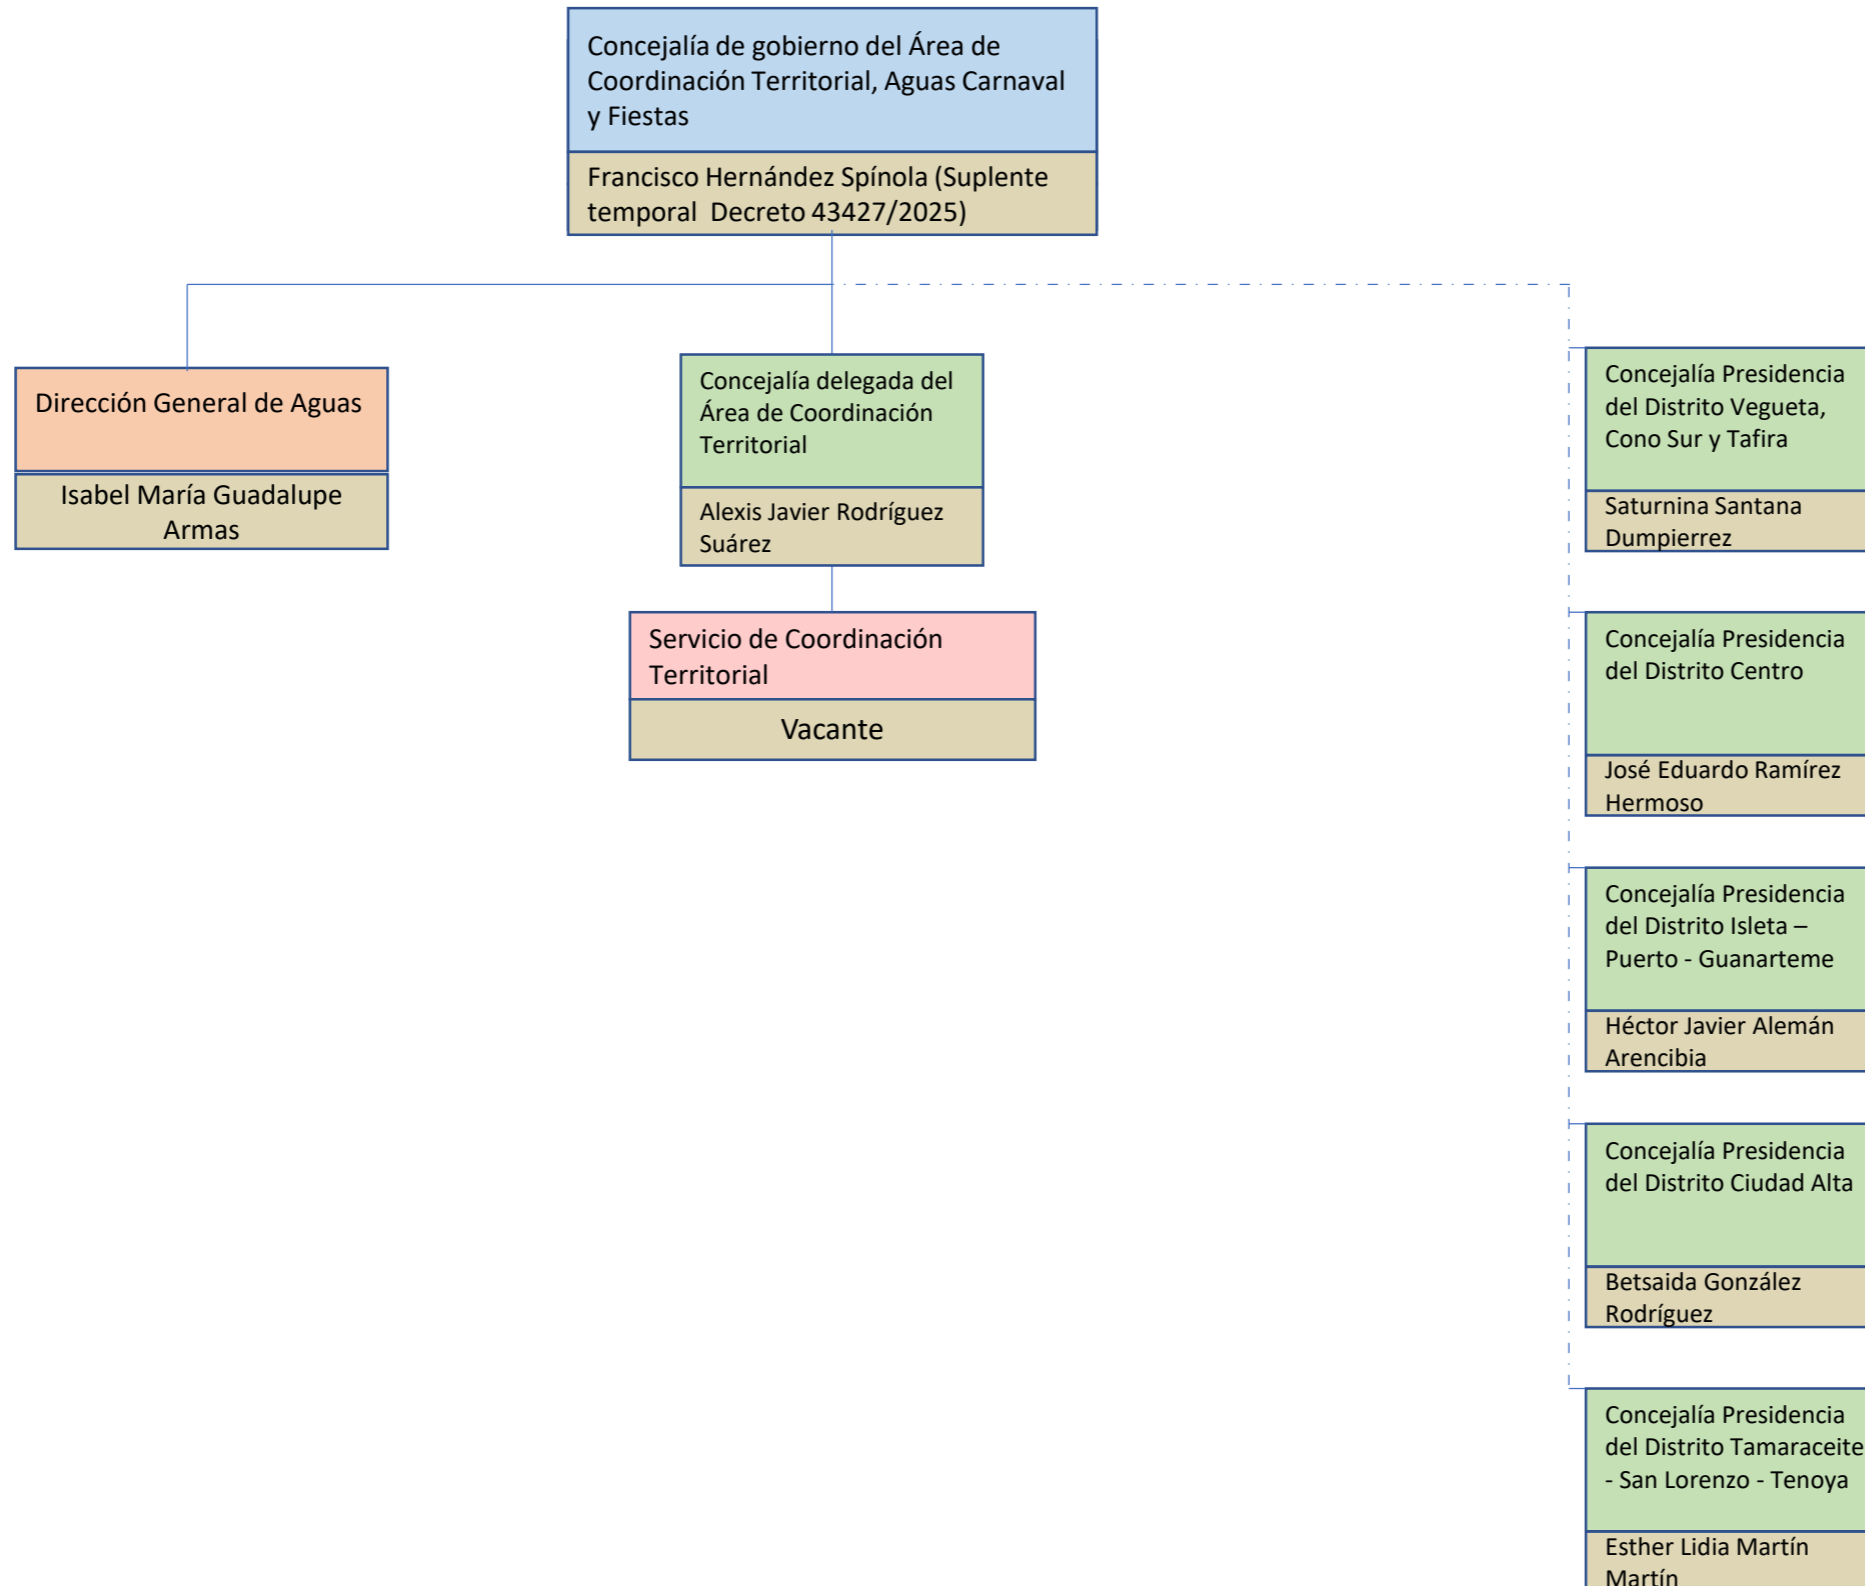 Concejalía de gobierno del Área de
Coordinación Territorial, Aguas Carnaval
y Fiestas
Francisco Hernández Spínola (Suplente
temporal  Decreto 43427/2025)
Dirección General de Aguas
Isabel María Guadalupe
Armas
Concejalía delegada del
Área de Coordinación
Territorial
Alexis Javier Rodríguez
Suárez
Servicio de Coordinación
Territorial
Vacante
Concejalía Presidencia
del Distrito Vegueta,
Cono Sur y Tafira
Saturnina Santana
Dumpierrez
Concejalía Presidencia
del Distrito Centro
José Eduardo Ramírez
Hermoso
Concejalía Presidencia
del Distrito Isleta –
Puerto - Guanarteme
Héctor Javier Alemán
Arencibia
Concejalía Presidencia
del Distrito Ciudad Alta
Betsaida González
Rodríguez
Concejalía Presidencia
del Distrito Tamaraceite
- San Lorenzo - Tenoya
Esther Lidia Martín
Martín